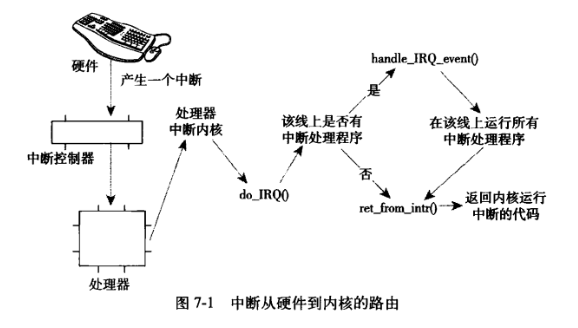 硬件
产生一个中断
中断控制器
处理器
处理器
中断内核
do_IRQ()
该线上是否有
中断处理程序
是
否
handle_IRQ_event()
在该线上运行所有
中断处理程序
ret_from_intr()
返回内核运行
中断的代码
图 7-1 中断从硬件到内核的路由